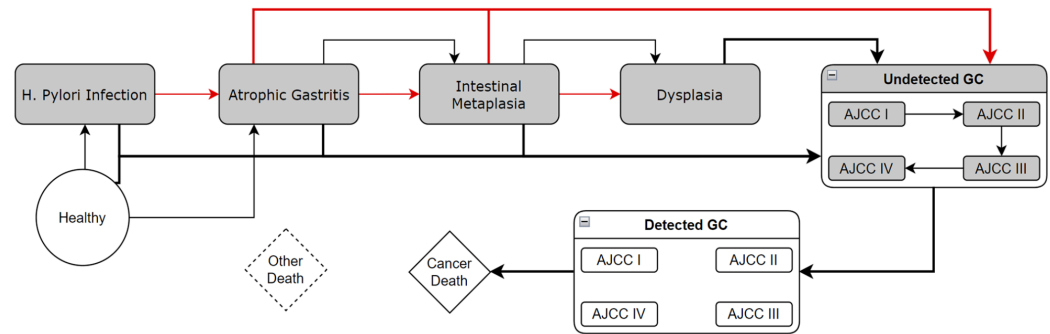 H. Pylori Infection
Atrophic Gastritis
Intestinal
Metaplasia
Dysplasia
Undetected GC
AJCC I
AJCC II
AJCC IV
AJCC III
Healthy
Other
Death
Cancer
Death
Detected GC
AJCC I
AJCC II
AJCC IV
AJCC III